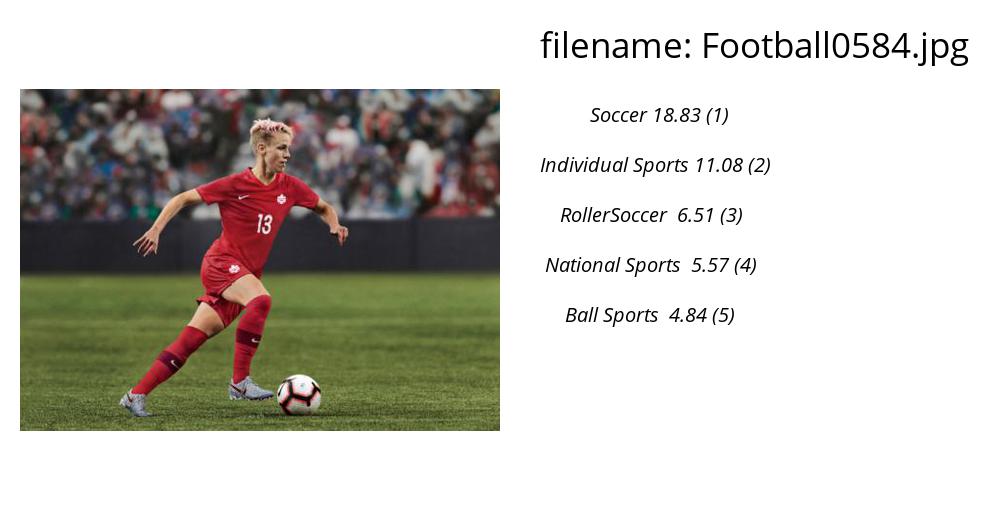 filename: Football0584.jpg
Soccer 18.83 (1)
Individual Sports 11.08 (2)
RollerSoccer 6.51 (3)
National Sports 5.57 (4)
Ball Sports 4.84 (5)
13